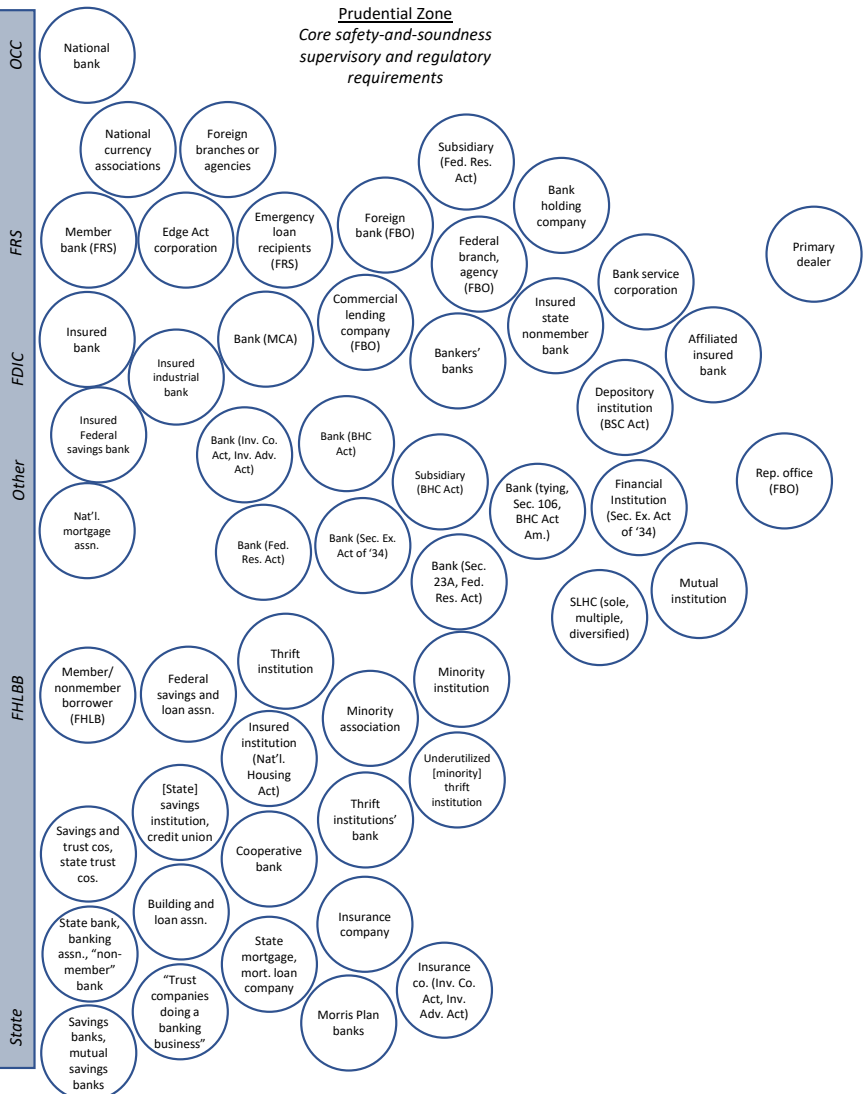 Prudential Zone
Core safety-and-soundness
supervisory and regulatory
requirements
OCC
National
bank
National
currency
associations
Foreign
branches or
agencies
Subsidiary
(Fed. Res.
Act)
Bank
holding
company
FRS
Member
bank (FRS)
Edge Act
corporation
Emergency
loan
recipients
(FRS)
Foreign
bank (FBO)
Federal
branch,
agency
(FBO)
Bank service
corporation
Primary
dealer
FDIC
Insured
bank
Insured
industrial
bank
Bank (MCA)
Commercial
lending
company
(FBO)
Bankers’
banks
Insured
state
nonmember
bank
Affiliated
insured
bank
Depository
institution
(BSC Act)
Other
Insured
Federal
savings bank
Bank (Inv. Co.
Act, Inv. Adv.
Act)
Bank (BHC
Act)
Subsidiary
(BHC Act)
Bank (tying,
Sec. 106,
BHC Act
Am.)
Financial
Institution
(Sec. Ex. Act
of ‘34)
Rep. office
(FBO)
Nat’l.
mortgage
assn.
Bank (Fed.
Res. Act)
Bank (Sec. Ex.
Act of ‘34)
Bank (Sec.
23A, Fed.
Res. Act)
SLHC (sole,
multiple,
diversified)
Mutual
institution
FHLBB
Member/
nonmember
borrower
(FHLB)
Federal
savings and
loan assn.
Thrift
institution
Insured
institution
(Nat’l.
Housing
Act)
Minority
association
Minority
institution
Underutilized
[minority]
thrift
institution
[State]
savings
institution,
credit union
Thrift
institutions’
bank
Savings and
trust cos,
state trust
cos.
Cooperative
bank
Building and
loan assn.
Insurance
company
State
State bank,
banking
assn., “non-
member”
bank
State
mortgage,
mort. loan
company
Insurance
co. (Inv. Co.
Act, Inv.
Adv. Act)
“Trust
companies
doing a
banking
business”
Morris Plan
banks
Savings
banks,
mutual
savings
banks